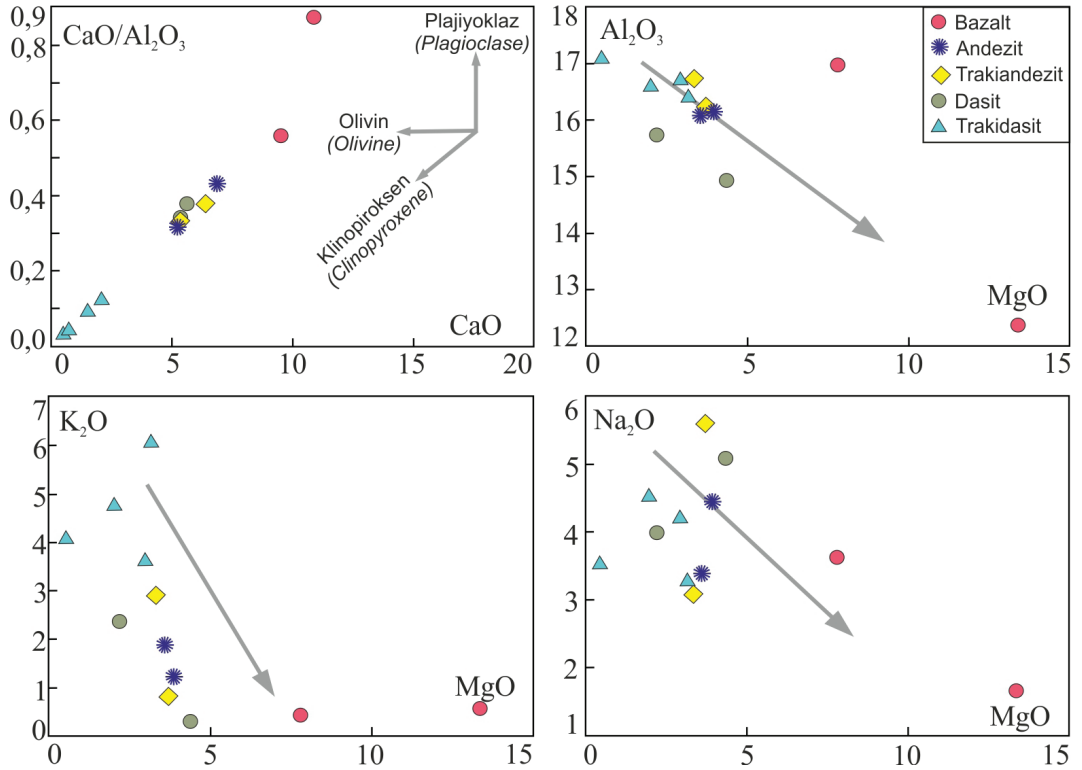 CaO/Al₂O₃
0,9
0,8
0,6
0,4
0,2
0,0
Plajiyoklaz
(Plagioclase)
Olivin
(Olivine)
Klinopiroksen
(Clinopyroxene)
CaO
0 5 10 15 20
Al₂O₃
18
17
16
15
14
13
12
Bazalt
Andezit
Trakiandezit
Dasit
Trakidasit
MgO
0 5 10 15
K₂O
7
6
5
4
3
2
1
0
MgO
0 5 10 15
Na₂O
6
5
4
3
2
1
MgO
0 5 10 15